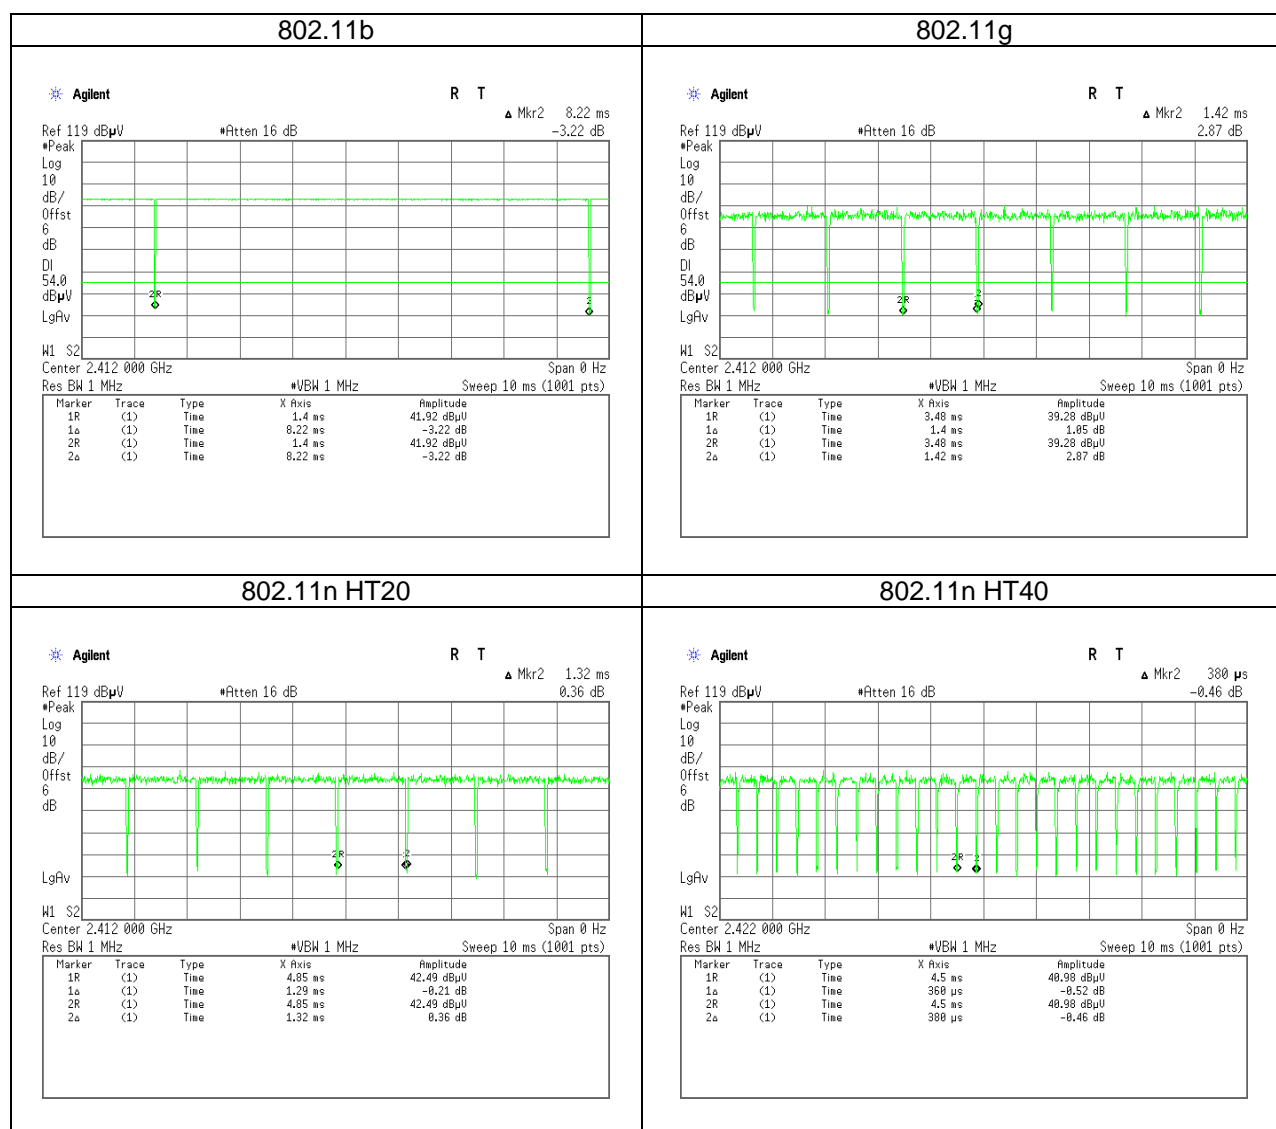 802.11b
802.11g
Agilent
R T
Δ Mkr2 8.22 ms
Ref 119 dBµV #Atten 16 dB -3.22 dB
#Peak
Log
10
dB/
Offst
6
dB
DI
54.0
dBµV
LgAv
2R
2
W1 S2
Center 2.412 000 GHz Span 0 Hz
Res BW 1 MHz #VBW 1 MHz Sweep 10 ms (1001 pts)
Marker Trace Type X Axis Amplitude
1R (1) Time 1.4 ms 41.92 dBµV
1Δ (1) Time 8.22 ms -3.22 dB
2R (1) Time 1.4 ms 41.92 dBµV
2Δ (1) Time 8.22 ms -3.22 dB
Agilent
R T
Δ Mkr2 1.42 ms
Ref 119 dBµV #Atten 16 dB 2.87 dB
#Peak
Log
10
dB/
Offst
6
dB
DI
54.0
dBµV
LgAv
2R
2
W1 S2
Center 2.412 000 GHz Span 0 Hz
Res BW 1 MHz #VBW 1 MHz Sweep 10 ms (1001 pts)
Marker Trace Type X Axis Amplitude
1R (1) Time 3.48 ms 39.28 dBµV
1Δ (1) Time 1.4 ms 1.05 dB
2R (1) Time 3.48 ms 39.28 dBµV
2Δ (1) Time 1.42 ms 2.87 dB
802.11n HT20
802.11n HT40
Agilent
R T
Δ Mkr2 1.32 ms
Ref 119 dBµV #Atten 16 dB 0.36 dB
#Peak
Log
10
dB/
Offst
6
dB
LgAv
2R
2
W1 S2
Center 2.412 000 GHz Span 0 Hz
Res BW 1 MHz #VBW 1 MHz Sweep 10 ms (1001 pts)
Marker Trace Type X Axis Amplitude
1R (1) Time 4.85 ms 42.49 dBµV
1Δ (1) Time 1.29 ms -0.21 dB
2R (1) Time 4.85 ms 42.49 dBµV
2Δ (1) Time 1.32 ms 0.36 dB
Agilent
R T
Δ Mkr2 380 µs
Ref 119 dBµV #Atten 16 dB -0.46 dB
#Peak
Log
10
dB/
Offst
6
dB
LgAv
2R
2
W1 S2
Center 2.422 000 GHz Span 0 Hz
Res BW 1 MHz #VBW 1 MHz Sweep 10 ms (1001 pts)
Marker Trace Type X Axis Amplitude
1R (1) Time 4.5 ms 40.98 dBµV
1Δ (1) Time 360 µs -0.52 dB
2R (1) Time 4.5 ms 40.98 dBµV
2Δ (1) Time 380 µs -0.46 dB